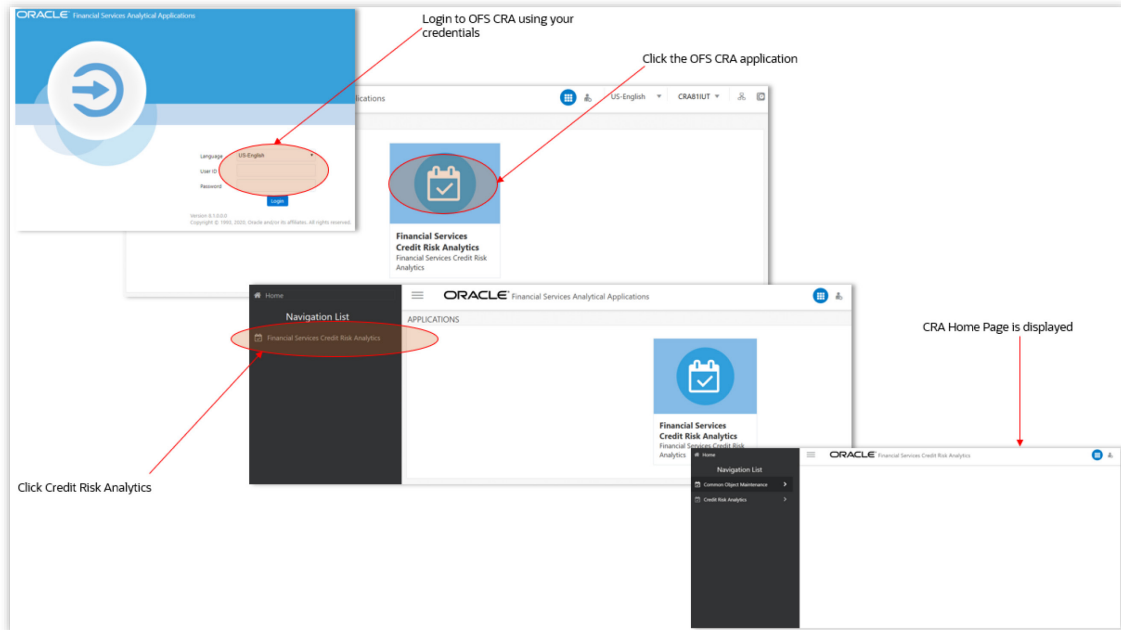 ORACLE Financial Services Analytical Applications
Login to OFS CRA using your
credentials
Click the OFS CRA application
Language US-English
User ID
Password
Login
Version 8.1.0.0.0
Copyright © 1993, 2020, Oracle and/or its affiliates. All rights reserved.
ications
US-English CRA81IUT
Financial Services
Credit Risk Analytics
Financial Services Credit Risk
Analytics
Home
ORACLE Financial Services Analytical Applications
Navigation List
APPLICATIONS
Financial Services Credit Risk Analytics
Financial Services
Credit Risk Analytics
Financial Services Credit Risk
Analytics
CRA Home Page is displayed
Click Credit Risk Analytics
Home
ORACLE Financial Services Credit Risk Analytics
Navigation List
Common Object Maintenance
Credit Risk Analytics